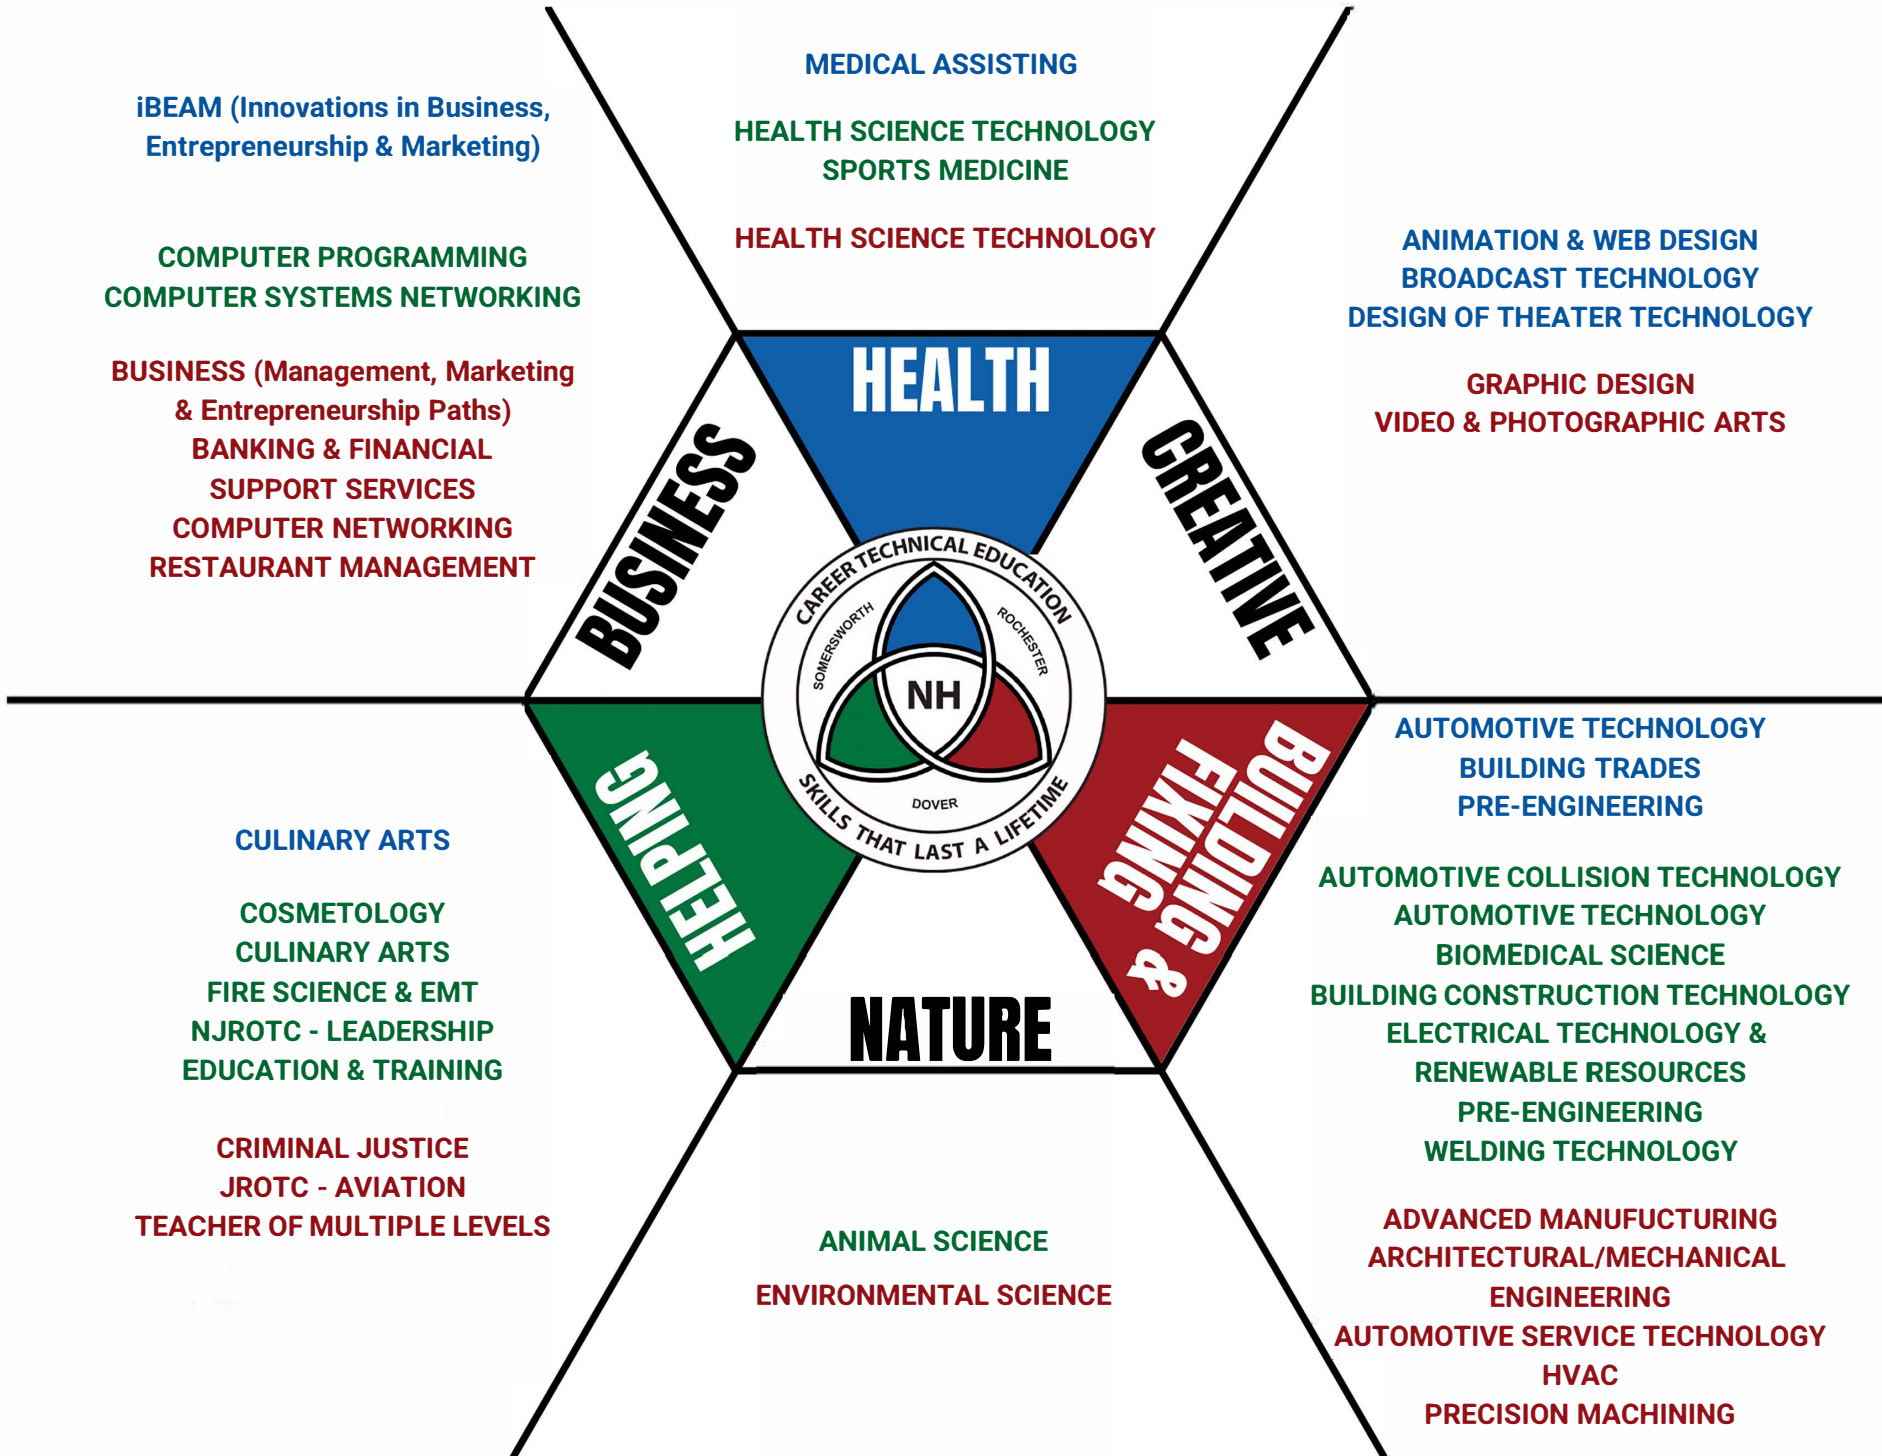 MEDICAL ASSISTING
HEALTH SCIENCE TECHNOLOGY
SPORTS MEDICINE
HEALTH SCIENCE TECHNOLOGY
iBEAM (Innovations in Business,
Entrepreneurship & Marketing)
COMPUTER PROGRAMMING
COMPUTER SYSTEMS NETWORKING
BUSINESS (Management, Marketing
& Entrepreneurship Paths)
BANKING & FINANCIAL
SUPPORT SERVICES
COMPUTER NETWORKING
RESTAURANT MANAGEMENT
ANIMATION & WEB DESIGN
BROADCAST TECHNOLOGY
DESIGN OF THEATER TECHNOLOGY
GRAPHIC DESIGN
VIDEO & PHOTOGRAPHIC ARTS
HEALTH
BUSINESS
CREATIVE
CAREER TECHNICAL EDUCATION
SOMERSWORTH
ROCHESTER
NH
DOVER
SKILLS THAT LAST A LIFETIME
HELPING
BUILDING &
FIXING
NATURE
CULINARY ARTS
COSMETOLOGY
CULINARY ARTS
FIRE SCIENCE & EMT
NJROTC - LEADERSHIP
EDUCATION & TRAINING
CRIMINAL JUSTICE
JROTC - AVIATION
TEACHER OF MULTIPLE LEVELS
ANIMAL SCIENCE
ENVIRONMENTAL SCIENCE
AUTOMOTIVE TECHNOLOGY
BUILDING TRADES
PRE-ENGINEERING
AUTOMOTIVE COLLISION TECHNOLOGY
AUTOMOTIVE TECHNOLOGY
BIOMEDICAL SCIENCE
BUILDING CONSTRUCTION TECHNOLOGY
ELECTRICAL TECHNOLOGY &
RENEWABLE RESOURCES
PRE-ENGINEERING
WELDING TECHNOLOGY
ADVANCED MANUFUCTURING
ARCHITECTURAL/MECHANICAL
ENGINEERING
AUTOMOTIVE SERVICE TECHNOLOGY
HVAC
PRECISION MACHINING